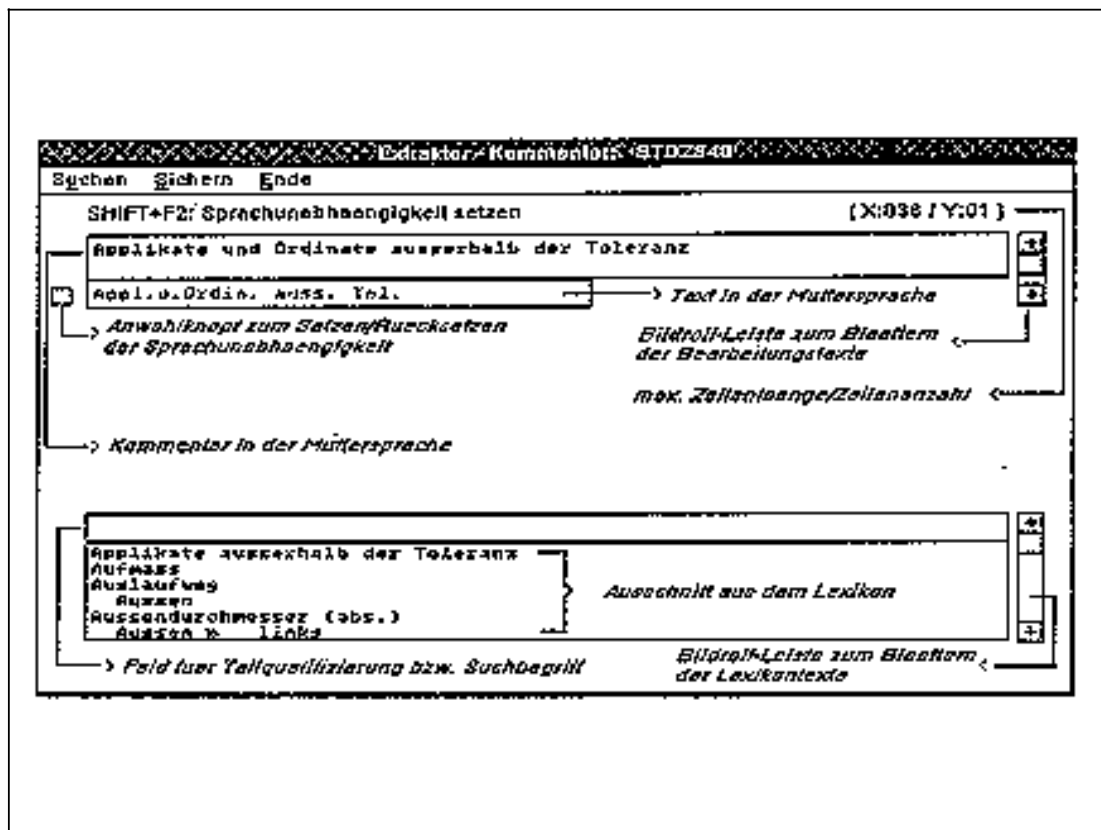 Extraktor - Kommentor: STDZ840
Suchen Sichern Ende
SHIFT+F2: Sprachunabhaengigkeit setzen (X:036 / Y:01)
Applikate und Ordinate ausserhalb der Toleranz
Appl.u.Ordin. auss. Tol.
Text in der Muttersprache
Anwahlknopf zum Setzen/Ruecksetzen
der Sprachunabhaengigkeit
Bildroll-Leiste zum Blaettern
der Bearbeitungstexte
max. Zeilenlaenge/Zeilenanzahl
Kommentar in der Muttersprache
Applikate ausserhalb der Toleranz
Aufmass
Auslaufweg
Aussen
Aussendurchmesser (abs.)
Aussen links
Ausschnitt aus dem Lexikon
Feld fuer Teilqualifizierung bzw. Suchbegriff
Bildroll-Leiste zum Blaettern
der Lexikontexte